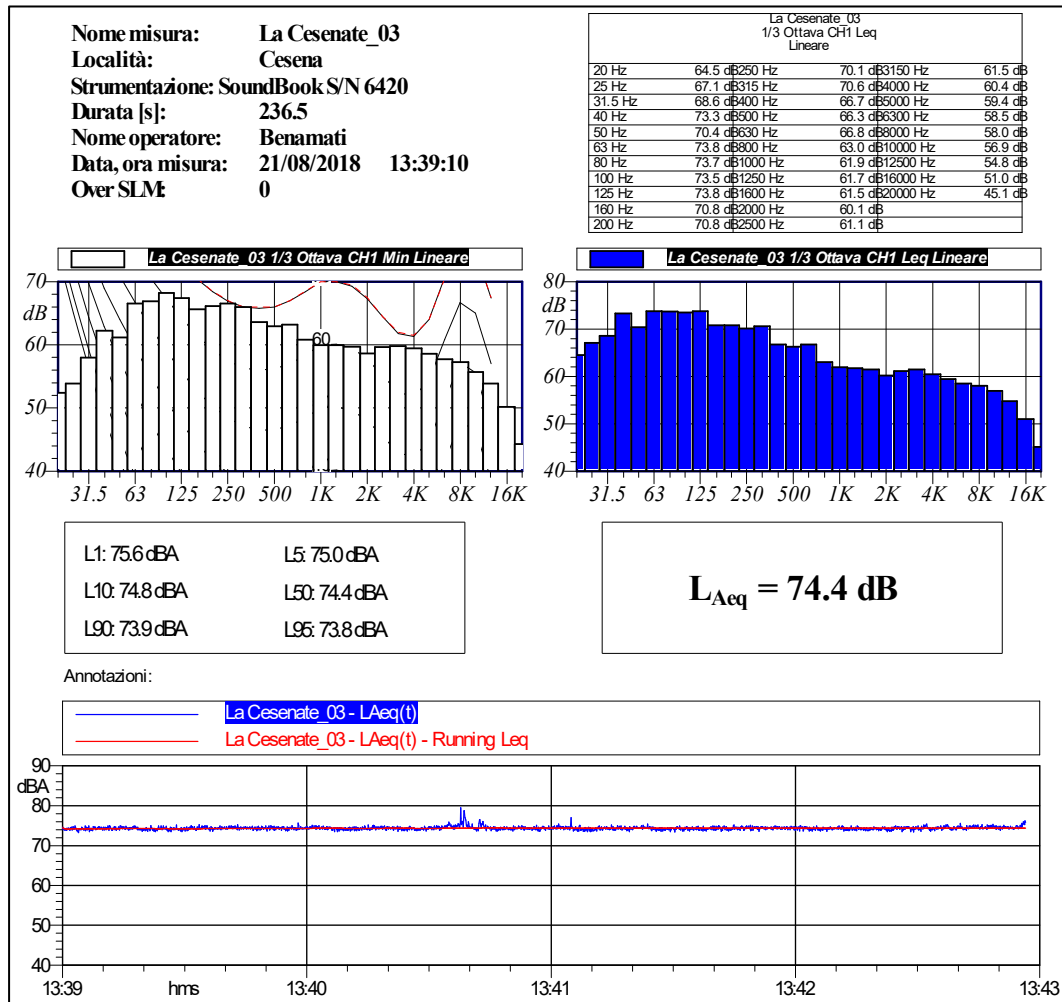 Nome misura: La Cesenate_03
Località: Cesena
Strumentazione: SoundBook S/N 6420
Durata [s]: 236.5
Nome operatore: Benamati
Data, ora misura: 21/08/2018 13:39:10
Over SLM: 0
La Cesenate_03
1/3 Ottava CH1 Leq
Lineare
20 Hz 64.5 dB 250 Hz 70.1 dB 3150 Hz 61.5 dB
25 Hz 67.1 dB 315 Hz 70.6 dB 4000 Hz 60.4 dB
31.5 Hz 68.6 dB 400 Hz 66.7 dB 5000 Hz 59.4 dB
40 Hz 73.3 dB 500 Hz 66.3 dB 6300 Hz 58.5 dB
50 Hz 70.4 dB 630 Hz 66.8 dB 8000 Hz 58.0 dB
63 Hz 73.8 dB 800 Hz 63.0 dB 10000 Hz 56.9 dB
80 Hz 73.7 dB 1000 Hz 61.9 dB 12500 Hz 54.8 dB
100 Hz 73.5 dB 1250 Hz 61.7 dB 16000 Hz 51.0 dB
125 Hz 73.8 dB 1600 Hz 61.5 dB 20000 Hz 45.1 dB
160 Hz 70.8 dB 2000 Hz 60.1 dB
200 Hz 70.8 dB 2500 Hz 61.1 dB
La Cesenate_03 1/3 Ottava CH1 Min Lineare
70
dB
60
60
50
40
31.5 63 125 250 500 1K 2K 4K 8K 16K
La Cesenate_03 1/3 Ottava CH1 Leq Lineare
80
dB
70
60
50
40
31.5 63 125 250 500 1K 2K 4K 8K 16K
L1: 75.6 dBA L5: 75.0 dBA
L10: 74.8 dBA L50: 74.4 dBA
L90: 73.9 dBA L95: 73.8 dBA
LAeq = 74.4 dB
Annotazioni:
La Cesenate_03 - LAeq(t)
La Cesenate_03 - LAeq(t) - Running Leq
90
dBA
80
70
60
50
40
13:39 hms 13:40 13:41 13:42 13:43